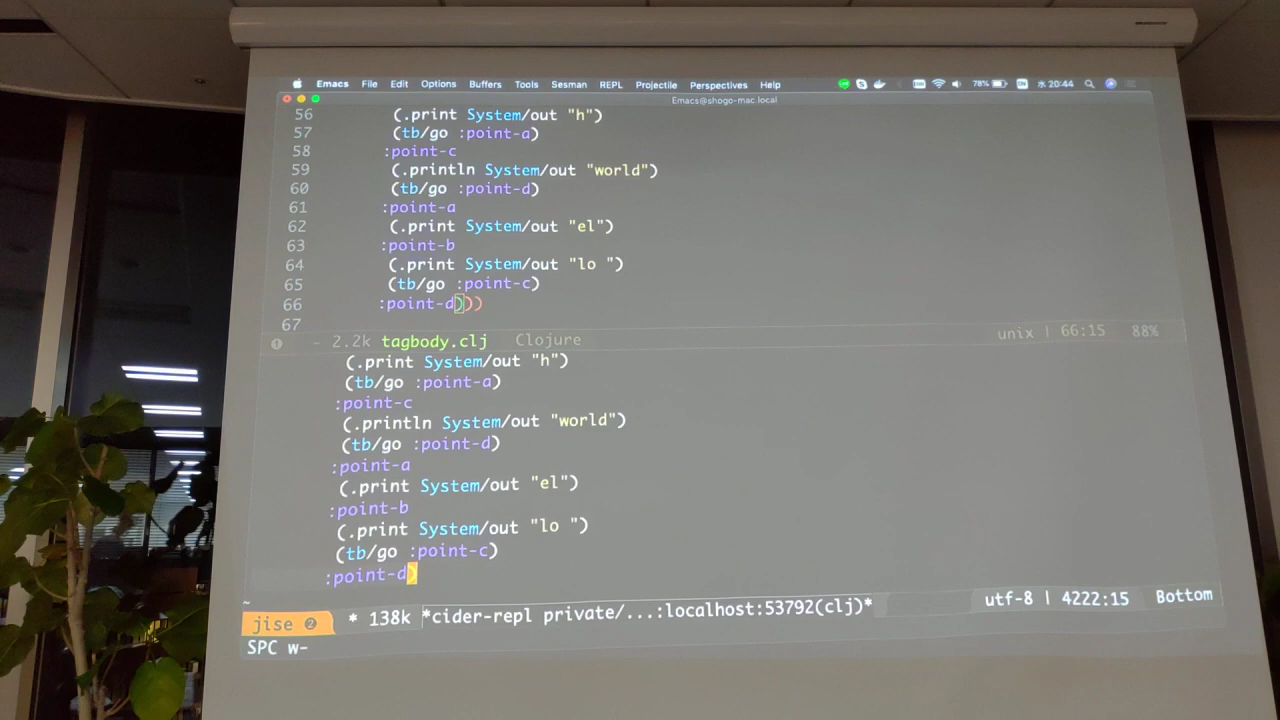 Emacs File Edit Options Buffers Tools Sesman REPL Projectile Perspectives Help 78% 水 20:44
Emacs@shogo-mac.local
56 (.print System/out "h")
57 (tb/go :point-a)
58 :point-c
59 (.println System/out "world")
60 (tb/go :point-d)
61 :point-a
62 (.print System/out "el")
63 :point-b
64 (.print System/out "lo ")
65 (tb/go :point-c)
66 :point-d)))
67
❶ - 2.2k tagbody.clj Clojure unix | 66:15 88%
(.print System/out "h")
(tb/go :point-a)
:point-c
(.println System/out "world")
(tb/go :point-d)
:point-a
(.print System/out "el")
:point-b
(.print System/out "lo ")
(tb/go :point-c)
:point-d)
~
jise ❷ * 138k *cider-repl private/...:localhost:53792(clj)* utf-8 | 4222:15 Bottom
SPC w-